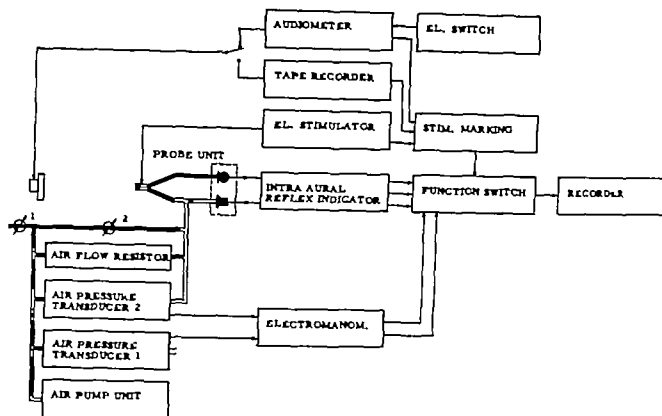 AUDIOMETER
EL. SWITCH
TAPE RECORDER
EL. STIMULATOR
STIM. MARKING
PROBE UNIT
INTRA AURAL
REFLEX INDICATOR
FUNCTION SWITCH
RECORDER
1
2
AIR FLOW RESISTOR
AIR PRESSURE
TRANSDUCER 2
ELECTROMANOM.
AIR PRESSURE
TRANSDUCER 1
AIR PUMP UNIT